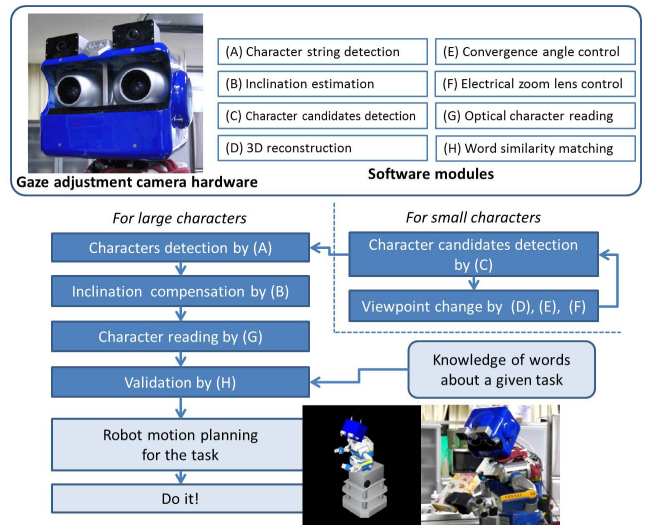 (A) Character string detection
(B) Inclination estimation
(C) Character candidates detection
(D) 3D reconstruction
(E) Convergence angle control
(F) Electrical zoom lens control
(G) Optical character reading
(H) Word similarity matching
Gaze adjustment camera hardware
Software modules
For large characters
Characters detection by (A)
Inclination compensation by (B)
Character reading by (G)
Validation by (H)
Robot motion planning
for the task
Do it!
For small characters
Character candidates detection
by (C)
Viewpoint change by (D), (E), (F)
Knowledge of words
about a given task